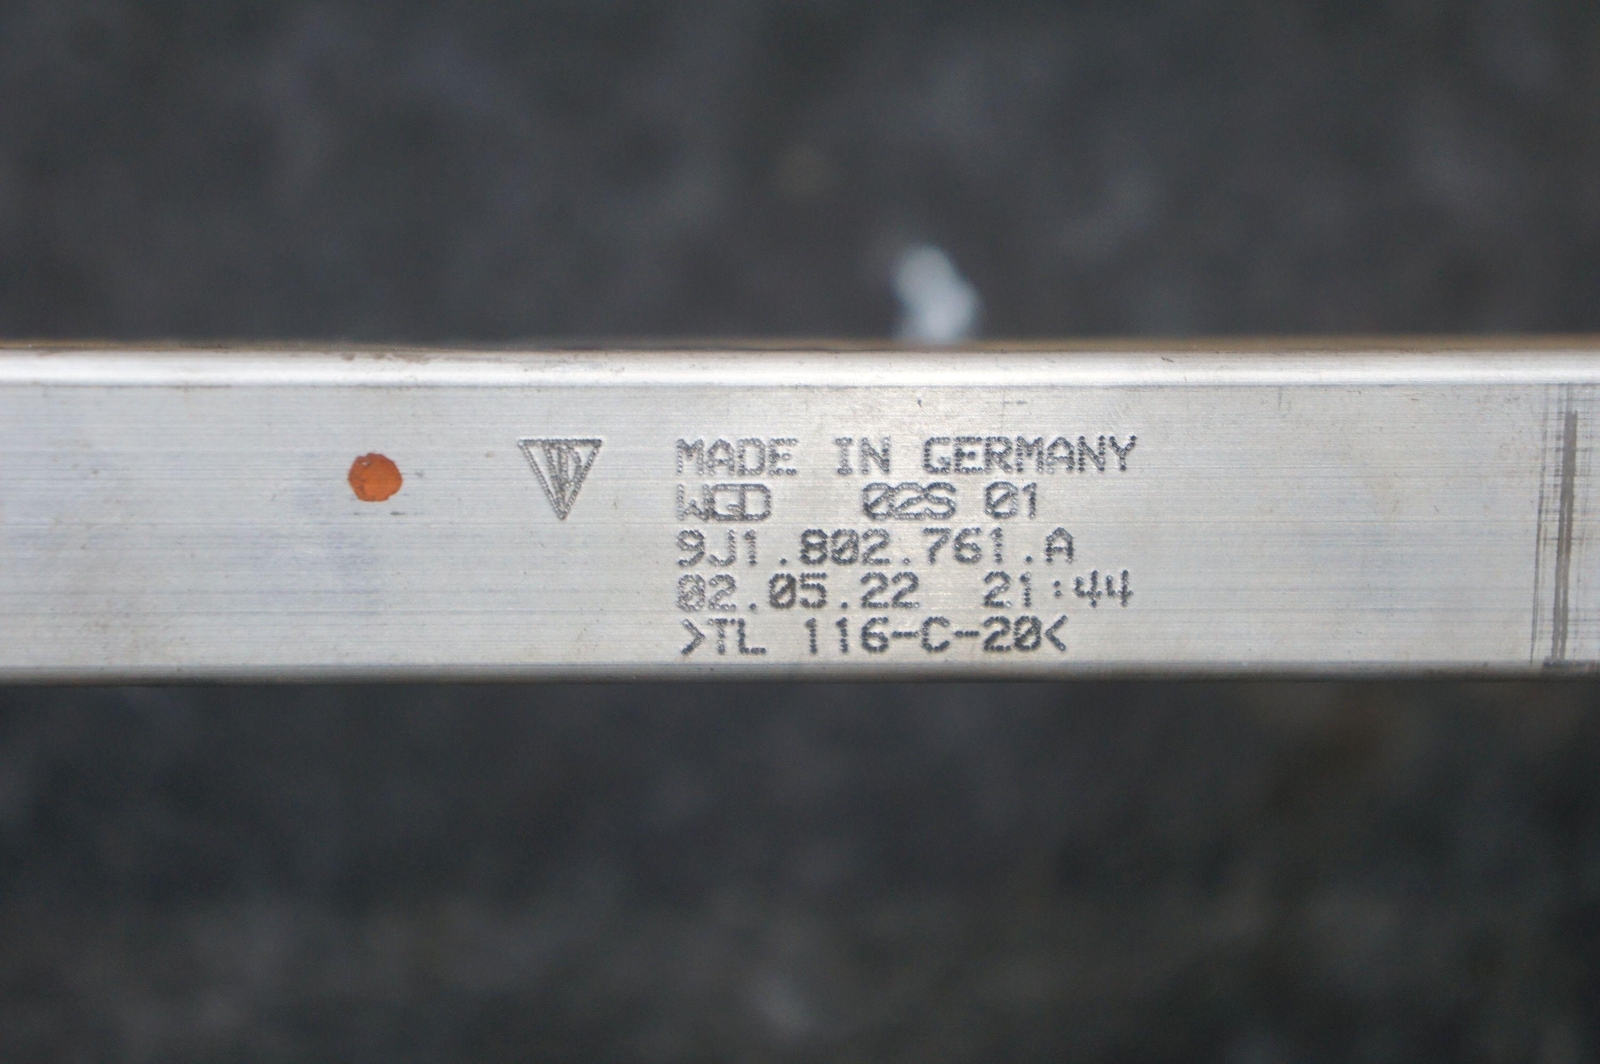 MADE IN GERMANY
WGD 02S 01
9J1.802.761.A
02.05.22 21:44
>TL 116-C-20<